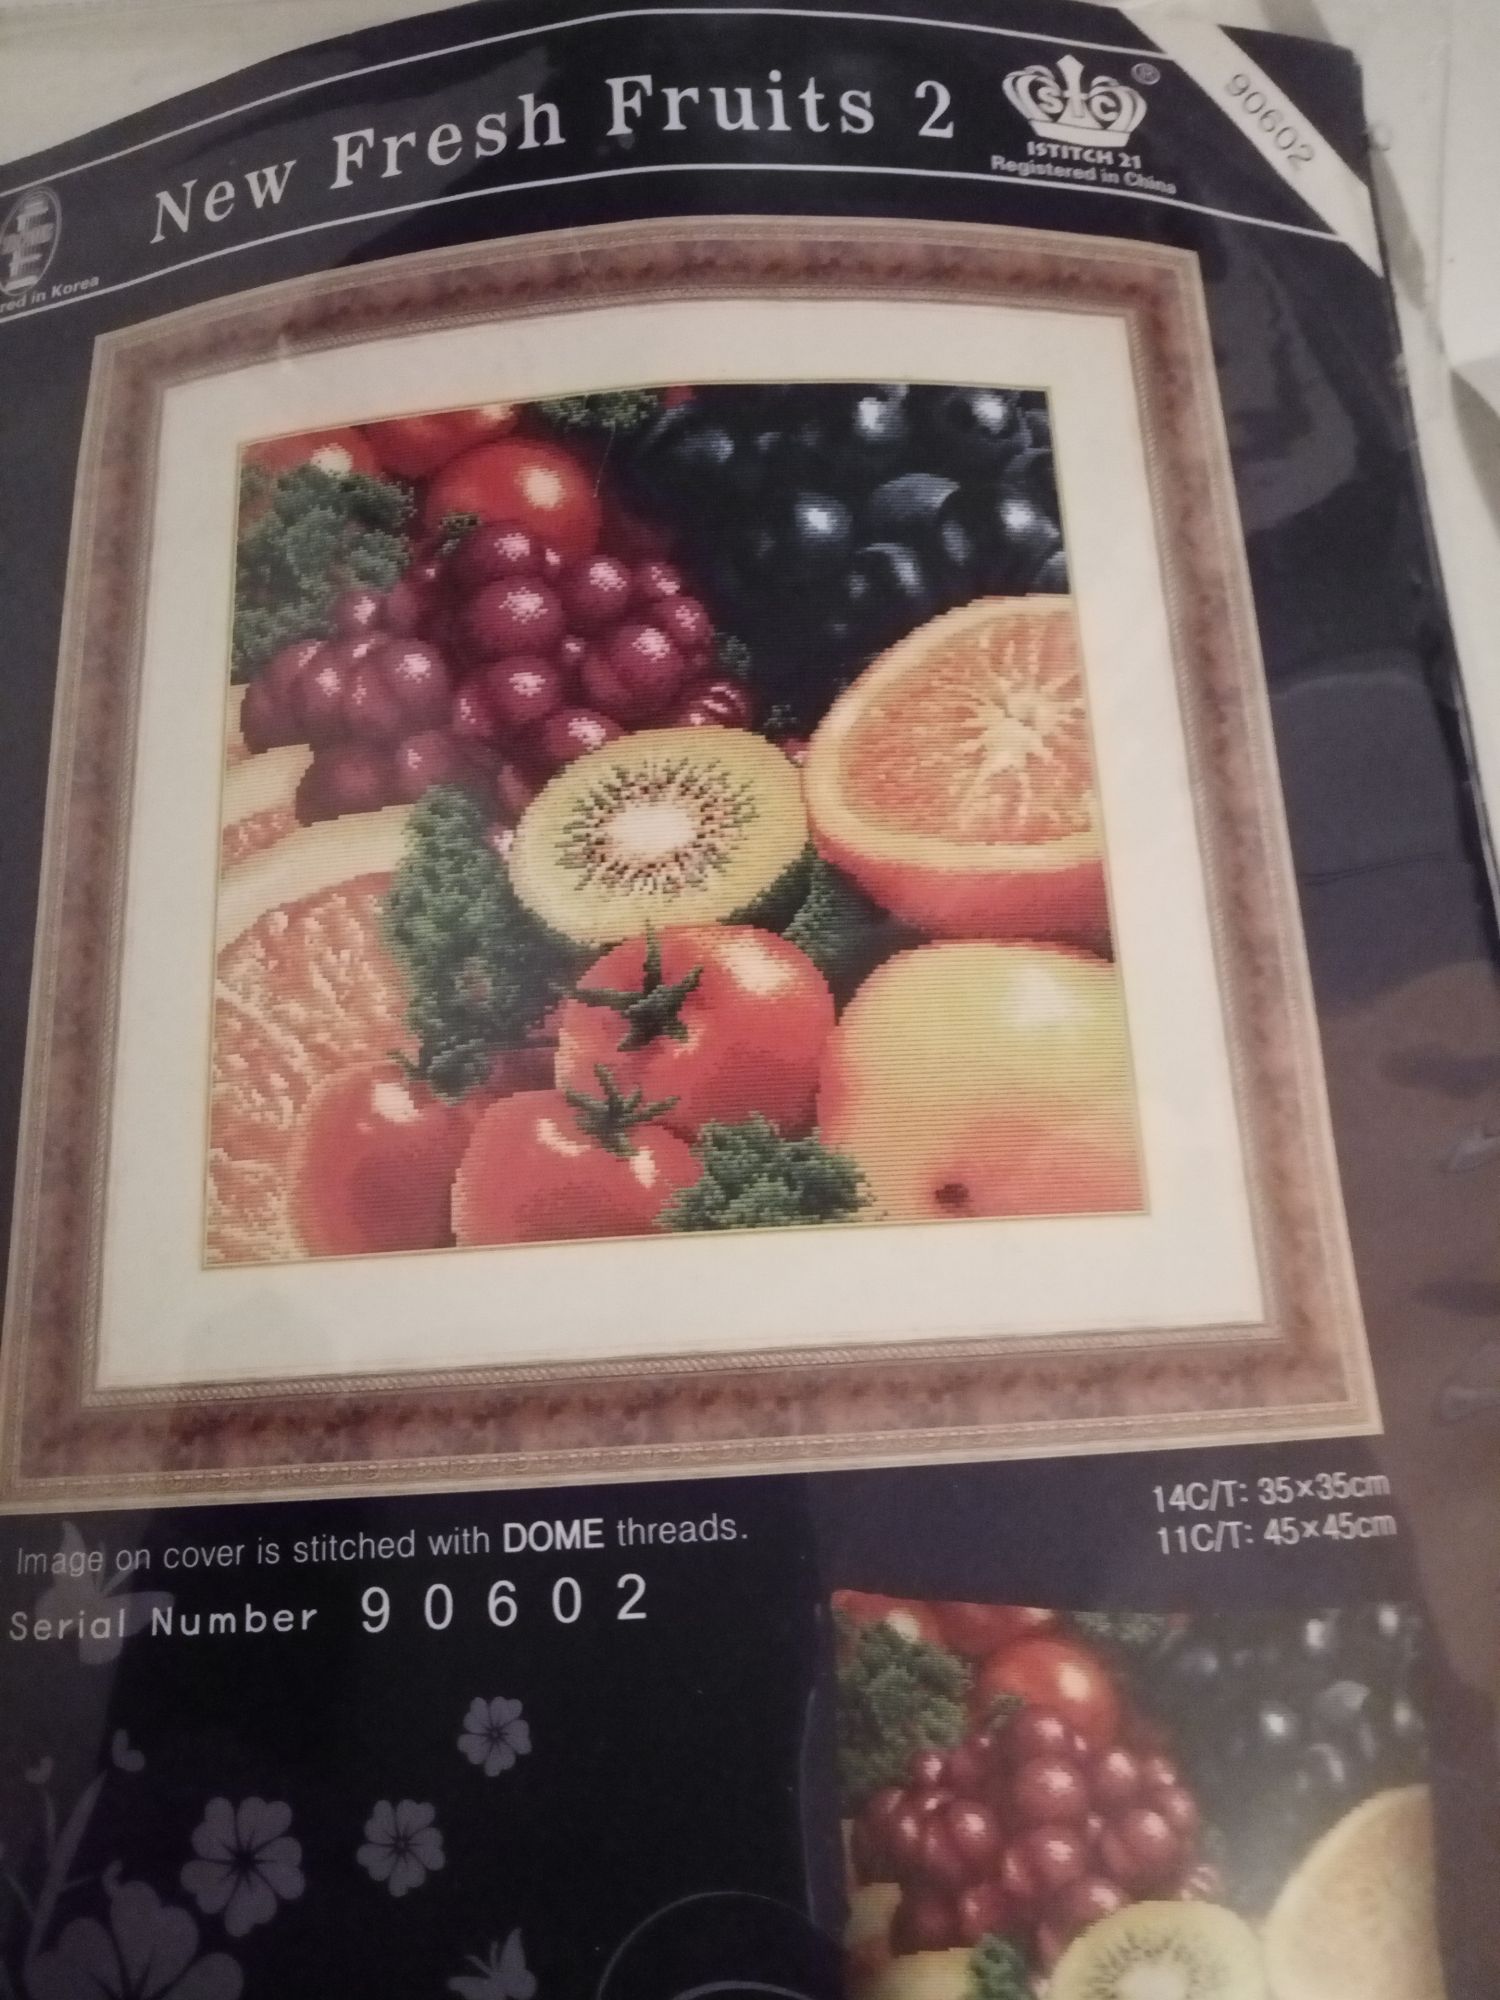 New Fresh Fruits 2
STC ®
ISTITCH 21
Registered in China
90602
in Korea
14C/T: 35×35cm
11C/T: 45×45cm
Image on cover is stitched with DOME threads.
Serial Number 90602